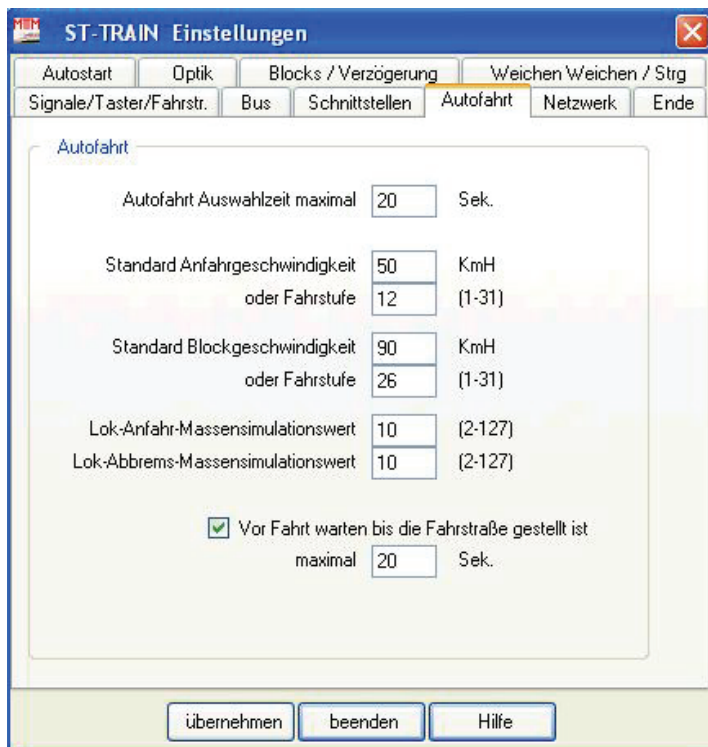 MTM ST-TRAIN Einstellungen
Autostart Optik Blocks / Verzögerung Weichen Weichen / Strg
Signale/Taster/Fahrstr. Bus Schnittstellen Autofahrt Netzwerk Ende
Autofahrt
Autofahrt Auswahlzeit maximal 20 Sek.
Standard Anfahrgeschwindigkeit 50 KmH
oder Fahrstufe 12 (1-31)
Standard Blockgeschwindigkeit 90 KmH
oder Fahrstufe 26 (1-31)
Lok-Anfahr-Massensimulationswert 10 (2-127)
Lok-Abbrems-Massensimulationswert 10 (2-127)
Vor Fahrt warten bis die Fahrstraße gestellt ist
maximal 20 Sek.
übernehmen beenden Hilfe